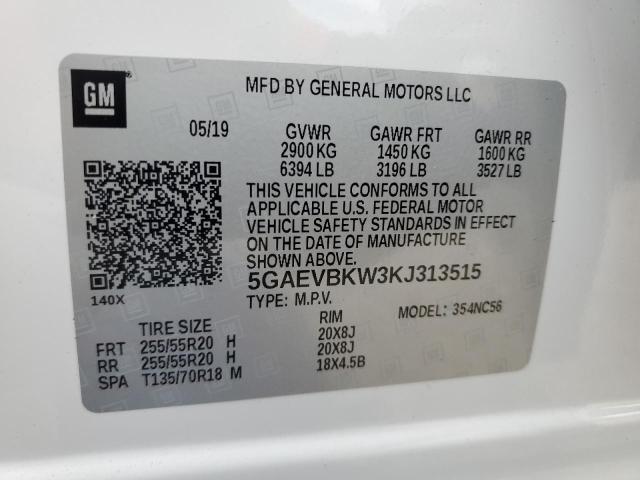 GM
MFD BY GENERAL MOTORS LLC
05/19 GVWR GAWR FRT GAWR RR
2900 KG 1450 KG 1600 KG
6394 LB 3196 LB 3527 LB
THIS VEHICLE CONFORMS TO ALL
APPLICABLE U.S. FEDERAL MOTOR
VEHICLE SAFETY STANDARDS IN EFFECT
ON THE DATE OF MANUFACTURE
SHOWN ABOVE.
5GAEVBKW3KJ313515
140X
TYPE: M.P.V. MODEL: 354NC56
TIRE SIZE RIM
FRT 255/55R20 H 20X8J
RR 255/55R20 H 20X8J
SPA T135/70R18 M 18X4.5B